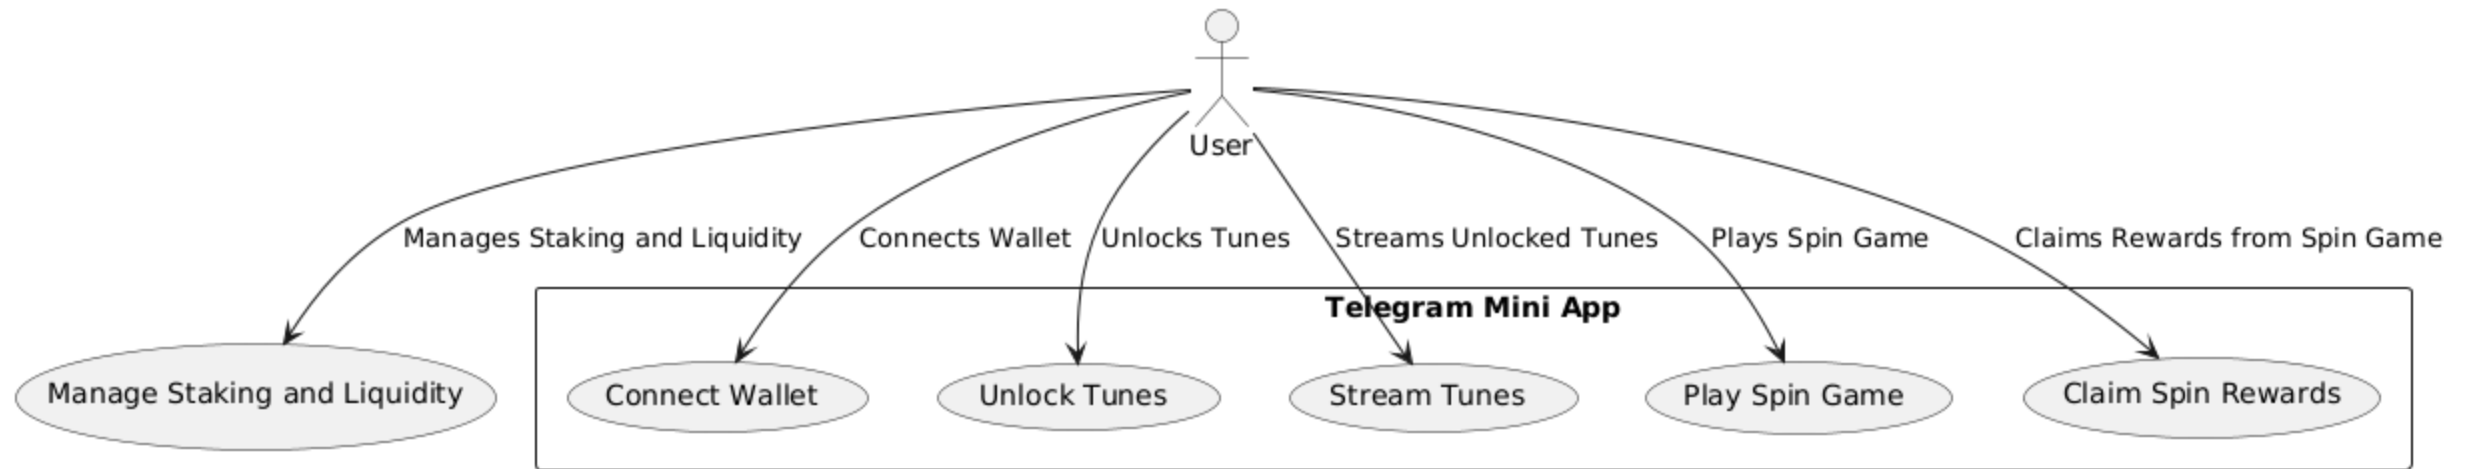 User
Manages Staking and Liquidity
Connects Wallet
Unlocks Tunes
Streams Unlocked Tunes
Plays Spin Game
Claims Rewards from Spin Game
Telegram Mini App
Manage Staking and Liquidity
Connect Wallet
Unlock Tunes
Stream Tunes
Play Spin Game
Claim Spin Rewards